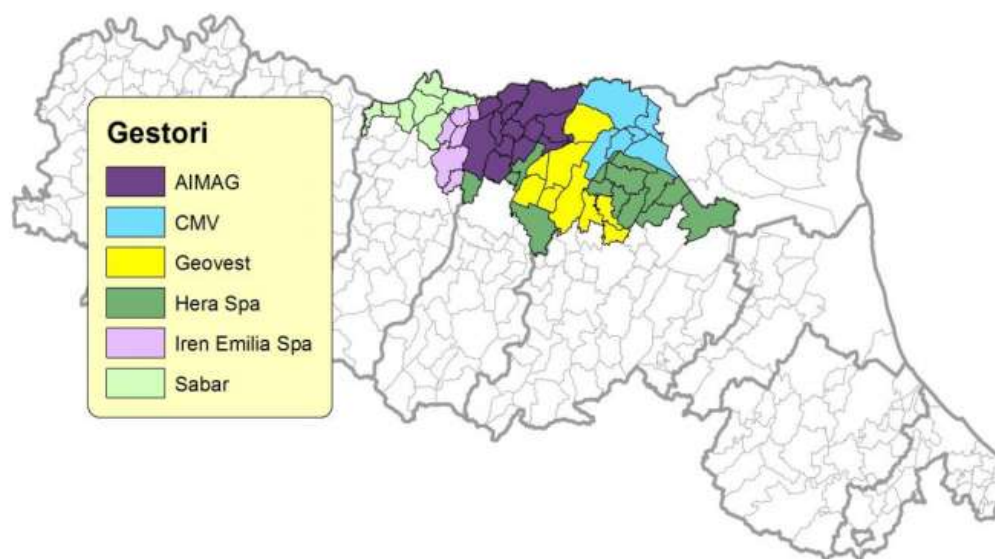 Gestori
AIMAG
CMV
Geovest
Hera Spa
Iren Emilia Spa
Sabar